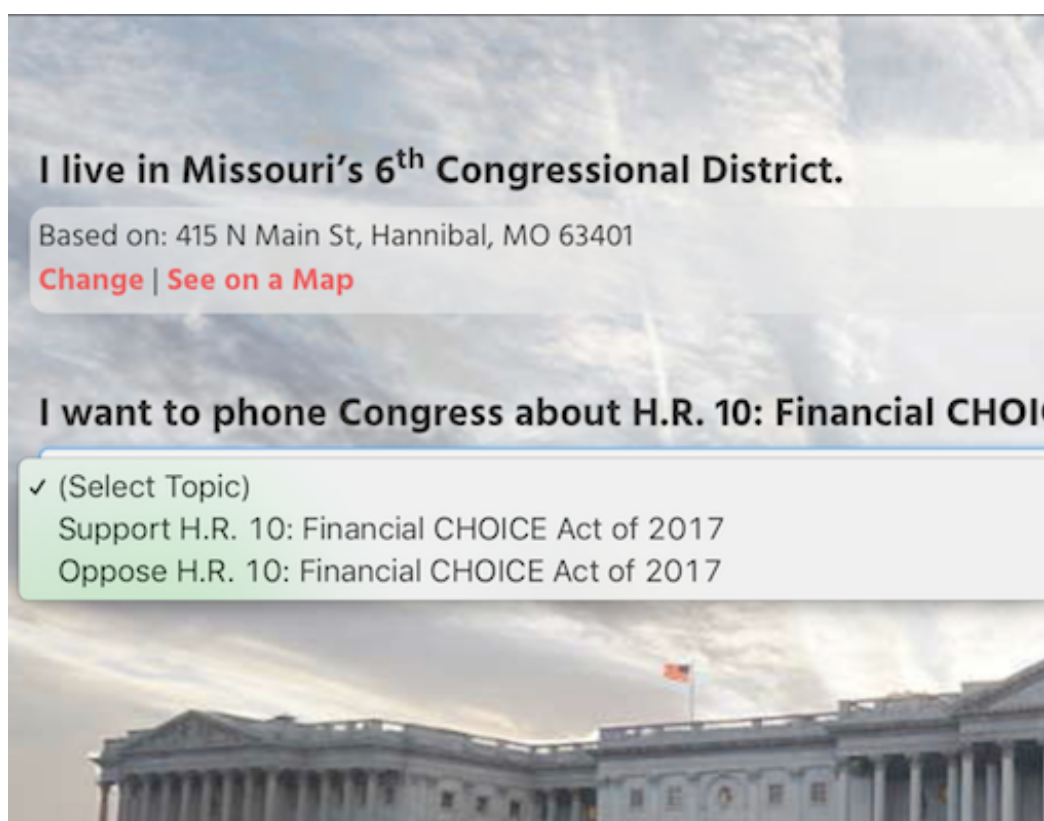 I live in Missouri’s 6th Congressional District.
Based on: 415 N Main St, Hannibal, MO 63401
Change | See on a Map
I want to phone Congress about H.R. 10: Financial
✓ (Select Topic)
Support H.R. 10: Financial CHOICE Act of 2017
Oppose H.R. 10: Financial CHOICE Act of 2017